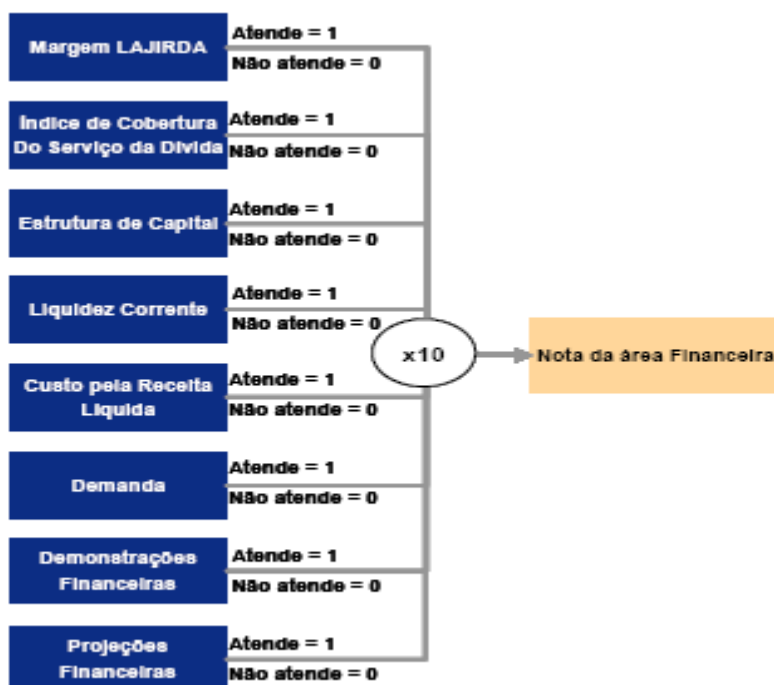 Margem LAJIRDA
Atende = 1
Não atende = 0
Índice de Cobertura
Do Serviço da Dívida
Atende = 1
Não atende = 0
Estrutura de Capital
Atende = 1
Não atende = 0
Liquidez Corrente
Atende = 1
Não atende = 0
Custo pela Receita
Líquida
Atende = 1
Não atende = 0
Demanda
Atende = 1
Não atende = 0
Demonstrações
Financeiras
Atende = 1
Não atende = 0
Projeções
Financeiras
Atende = 1
Não atende = 0
x10
Nota da área Financeira